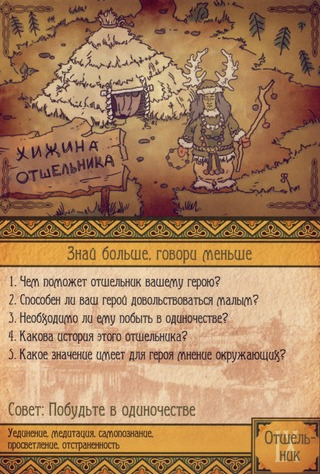 ХИЖИНА
ОТШЕЛЬНИКА
Знай больше, говори меньше
1. Чем поможет отшельник вашему герою?
2. Способен ли ваш герой довольствоваться малым?
3. Необходимо ли ему побыть в одиночестве?
4. Какова история этого отшельника?
5. Какое значение имеет для героя мнение окружающих?
Совет: Побудьте в одиночестве
Уединение, медитация, самопознание,
просветление, отстраненность
Отшель-
ник